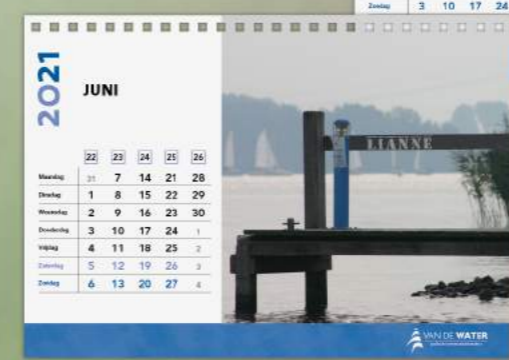 Zondag 3 10 17 24
2021
JUNI
22 23 24 25 26
Maandag 31 7 14 21 28
Dinsdag 1 8 15 22 29
Woensdag 2 9 16 23 30
Donderdag 3 10 17 24 1
Vrijdag 4 11 18 25 2
Zaterdag 5 12 19 26 3
Zondag 6 13 20 27 4
LIANNE
VAN DE WATER